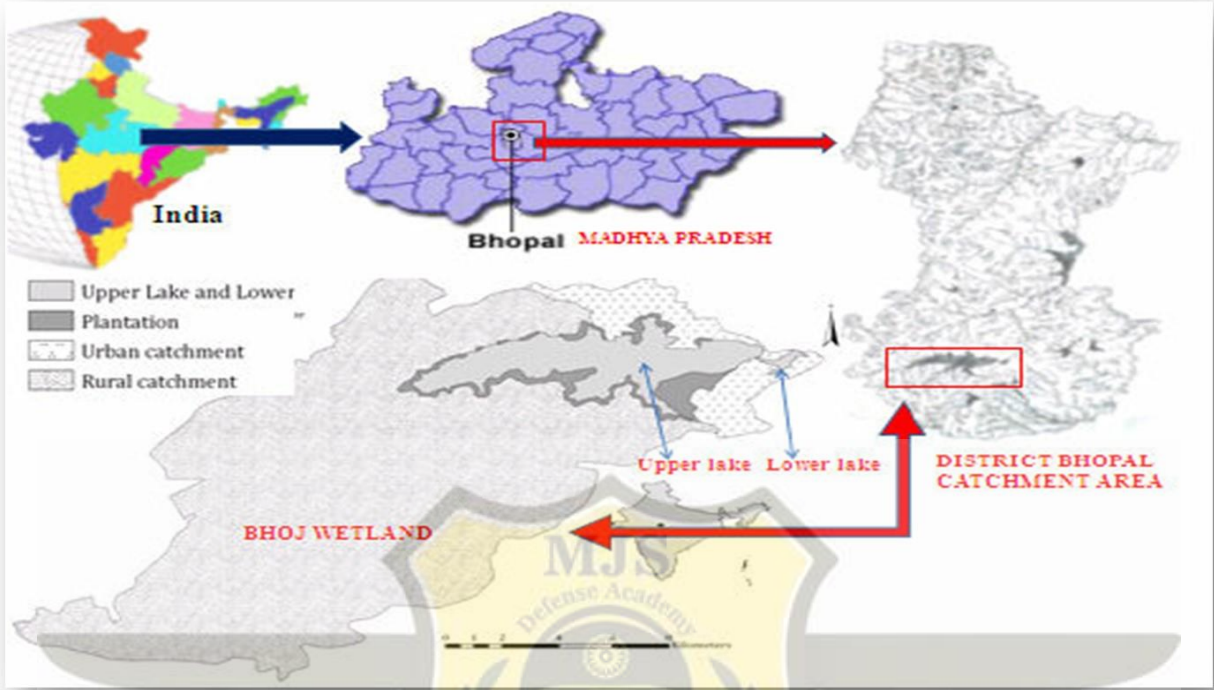 India
Bhopal MADHYA PRADESH
Upper Lake and Lower
Plantation
Urban catchment
Rural catchment
Upper lake Lower lake
DISTRICT BHOPAL
CATCHMENT AREA
BHOJ WETLAND
MJS
Defense Academy